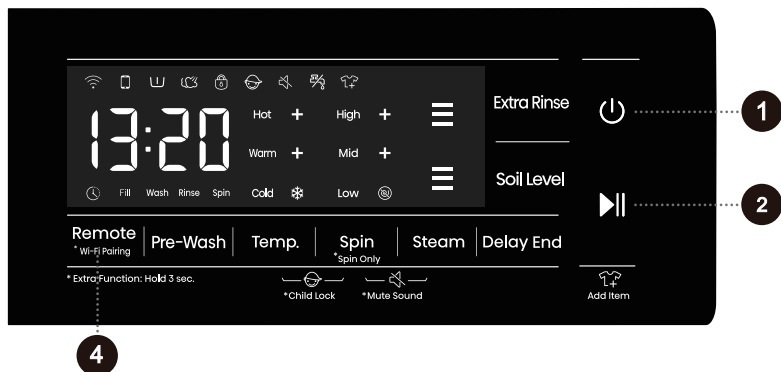 13:20
Hot + High +
Warm + Mid +
Fill Wash Rinse Spin Cold Low
Extra Rinse
Soil Level
1
2
Remote
*Wi-Fi Pairing
Pre-Wash
Temp.
Spin
*Spin Only
Steam
Delay End
* Extra Function: Hold 3 sec.
*Child Lock
*Mute Sound
Add Item
4